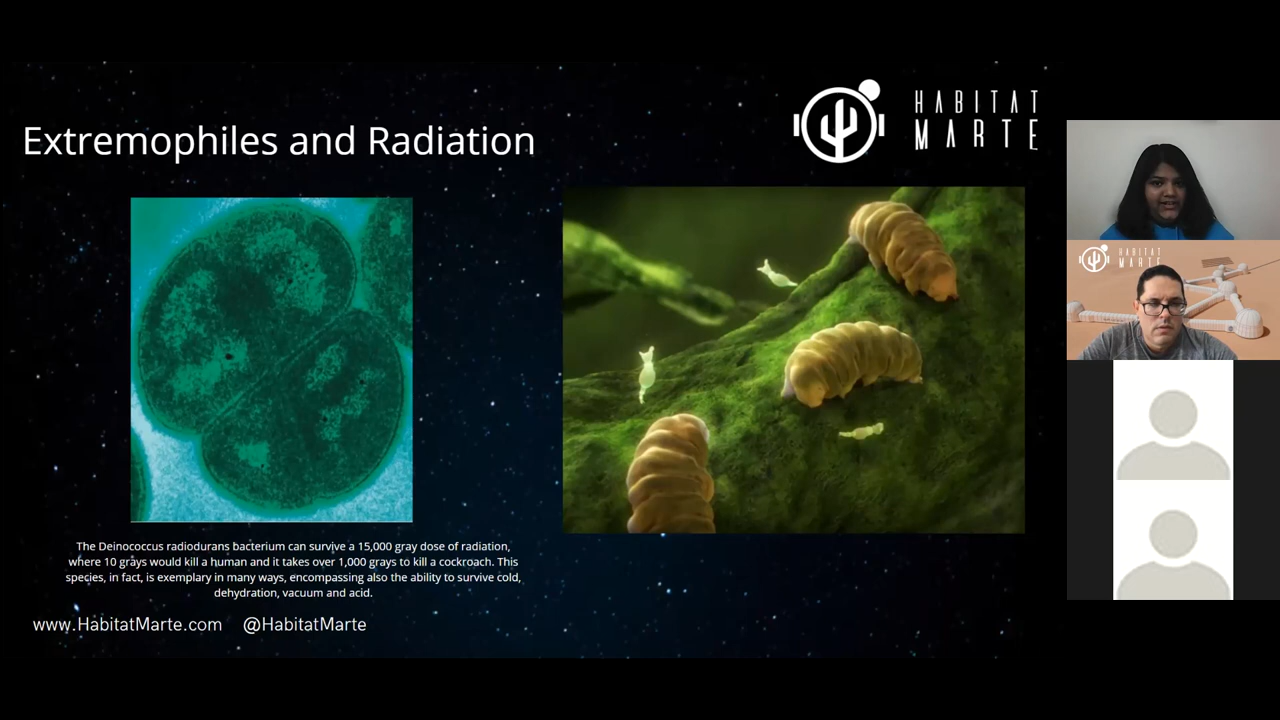 HABITAT
MARTE
Extremophiles and Radiation
The Deinococcus radiodurans bacterium can survive a 15,000 gray dose of radiation,
where 10 grays would kill a human and it takes over 1,000 grays to kill a cockroach. This
species, in fact, is exemplary in many ways, encompassing also the ability to survive cold,
dehydration, vacuum and acid.
www.HabitatMarte.com @HabitatMarte
HABITAT